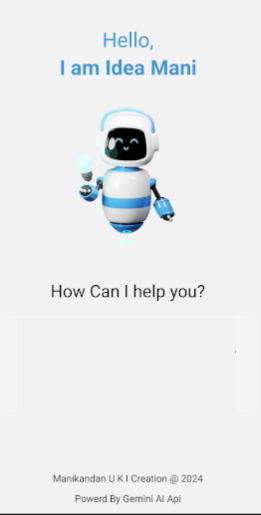 Hello,
I am Idea Mani
How Can I help you?
Manikandan U K I Creation @ 2024
Powerd By Gemini AI Api